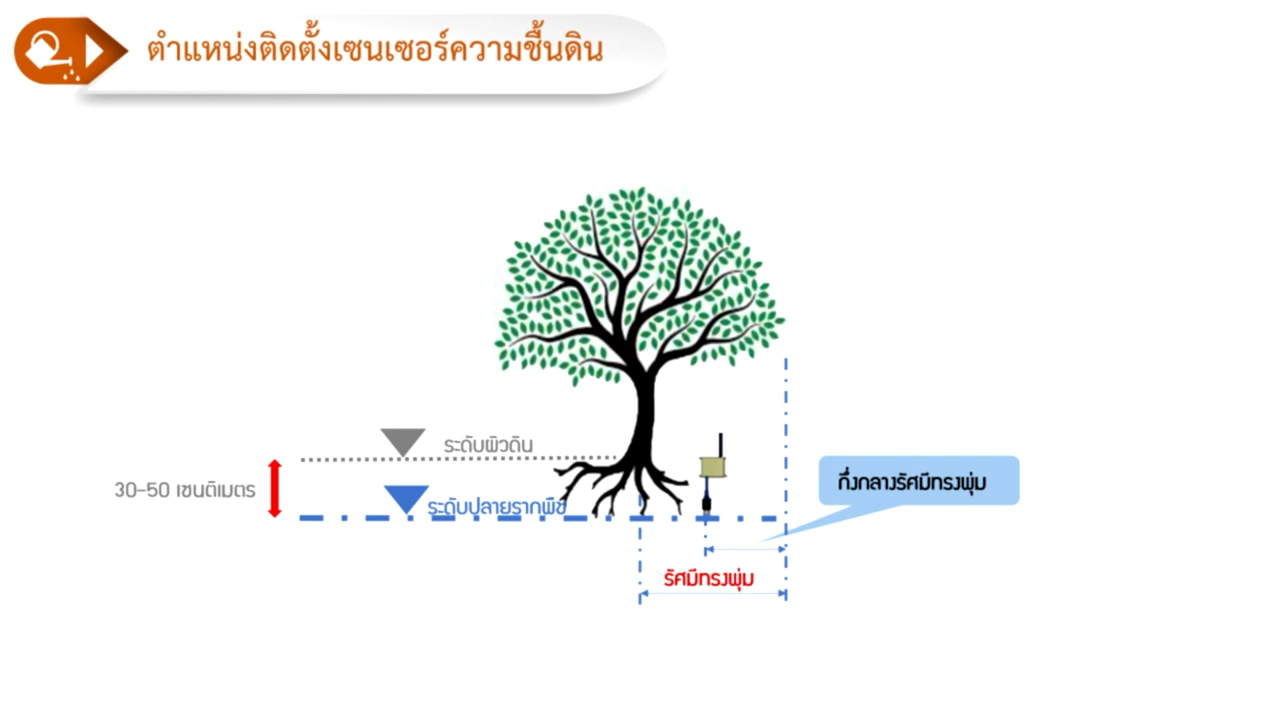 ตำแหน่งติดตั้งเซนเซอร์ความชื้นดิน
ระดับผิวดิน
30-50 เซนติเมตร
ระดับปลายรากพืช
กึ่งกลางรัศมีทรงพุ่ม
รัศมีทรงพุ่ม